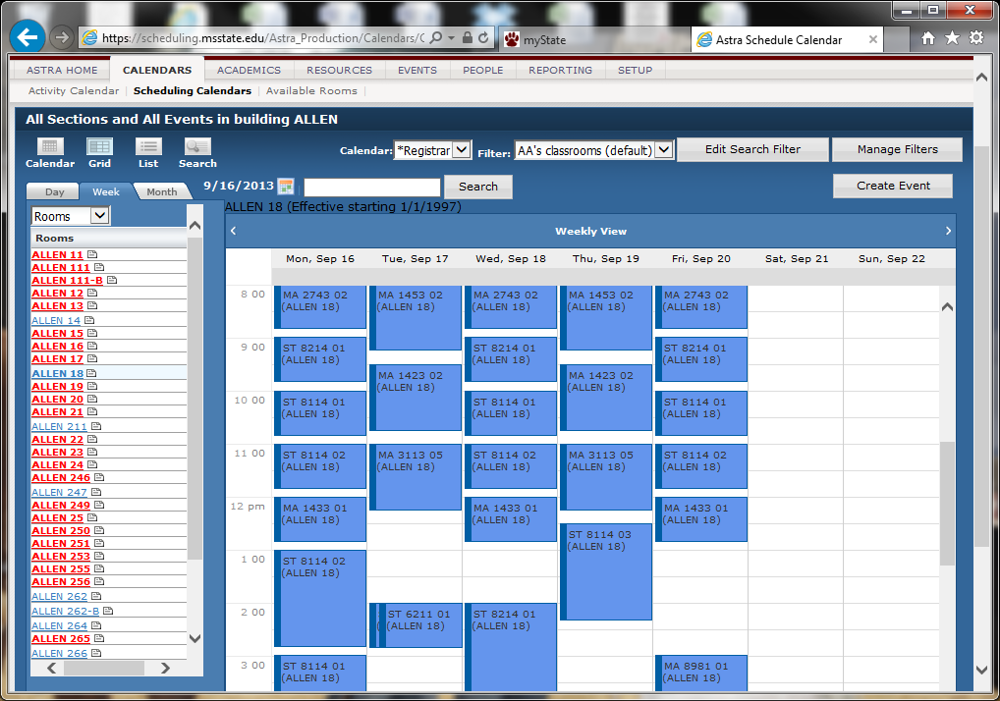 https://scheduling.msstate.edu/Astra_Production/Calendars/C
myState
Astra Schedule Calendar
ASTRA HOME CALENDARS ACADEMICS RESOURCES EVENTS PEOPLE REPORTING SETUP
Activity Calendar Scheduling Calendars Available Rooms
All Sections and All Events in building ALLEN
Calendar Grid List Search
Calendar: *Registrar Filter: AA's classrooms (default) Edit Search Filter Manage Filters
Day Week Month 9/16/2013 Search Create Event
ALLEN 18 (Effective starting 1/1/1997)
Rooms
Rooms
ALLEN 11
ALLEN 111
ALLEN 111-B
ALLEN 12
ALLEN 13
ALLEN 14
ALLEN 15
ALLEN 16
ALLEN 17
ALLEN 18
ALLEN 19
ALLEN 20
ALLEN 21
ALLEN 211
ALLEN 22
ALLEN 23
ALLEN 24
ALLEN 246
ALLEN 247
ALLEN 249
ALLEN 25
ALLEN 250
ALLEN 251
ALLEN 253
ALLEN 255
ALLEN 256
ALLEN 262
ALLEN 262-B
ALLEN 264
ALLEN 265
ALLEN 266
Weekly View
Mon, Sep 16 Tue, Sep 17 Wed, Sep 18 Thu, Sep 19 Fri, Sep 20 Sat, Sep 21 Sun, Sep 22
8 00 MA 2743 02 MA 1453 02 MA 2743 02 MA 1453 02 MA 2743 02
(ALLEN 18) (ALLEN 18) (ALLEN 18) (ALLEN 18) (ALLEN 18)
9 00 ST 8214 01 ST 8214 01 ST 8214 01
(ALLEN 18) (ALLEN 18) (ALLEN 18)
MA 1423 02 MA 1423 02
(ALLEN 18) (ALLEN 18)
10 00 ST 8114 01 ST 8114 01 ST 8114 01
(ALLEN 18) (ALLEN 18) (ALLEN 18)
11 00 ST 8114 02 MA 3113 05 ST 8114 02 MA 3113 05 ST 8114 02
(ALLEN 18) (ALLEN 18) (ALLEN 18) (ALLEN 18) (ALLEN 18)
12 pm MA 1433 01 MA 1433 01 MA 1433 01
(ALLEN 18) (ALLEN 18) (ALLEN 18)
ST 8114 03
(ALLEN 18)
1 00 ST 8114 02
(ALLEN 18)
2 00 ST 6211 01 ST 8214 01
(ALLEN 18) (ALLEN 18)
3 00 ST 8114 01 MA 8981 01
(ALLEN 18) (ALLEN 18)